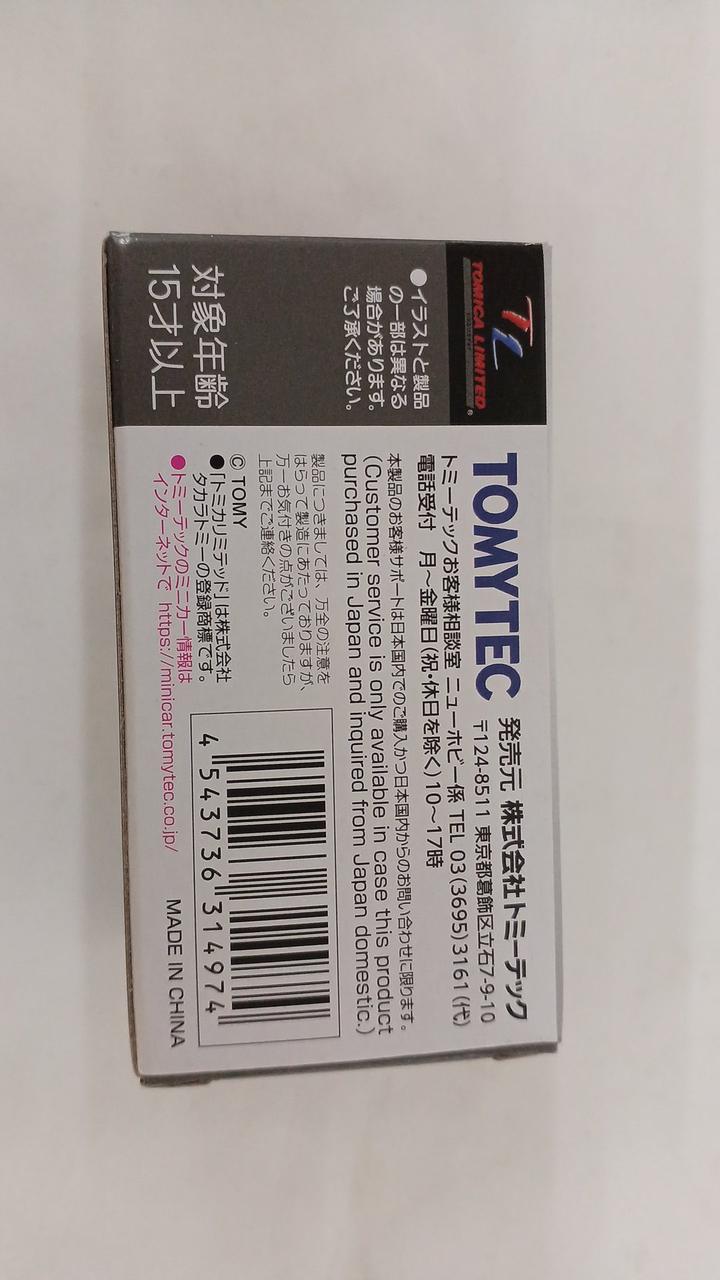 TL
TOMICA LIMITED
®
●イラストと製品
の一部は異なる
場合があります。
ご了承ください。
対象年齢
15才以上
TOMYTEC 発売元 株式会社トミーテック
〒124-8511 東京都葛飾区立石7-9-10
トミーテックお客様相談室 ニューホビー係 TEL 03(3695)3161(代)
電話受付 月〜金曜日(祝・休日を除く)10〜17時
本製品のお客様サポートは日本国内でのご購入かつ日本国内からのお問い合わせに限ります。
(Customer service is only available in case this product
purchased in Japan and inquired from Japan domestic.)
製品につきましては、万全の注意を
はらって製造にあたっておりますが、
万一お気付きの点がございましたら
上記までご連絡ください。
© TOMY
●「トミカリミテッド」は株式会社
タカラトミーの登録商標です。
●トミーテックのミニカー情報は
インターネットで https://minicar.tomytec.co.jp/
4 543736 314974
MADE IN CHINA